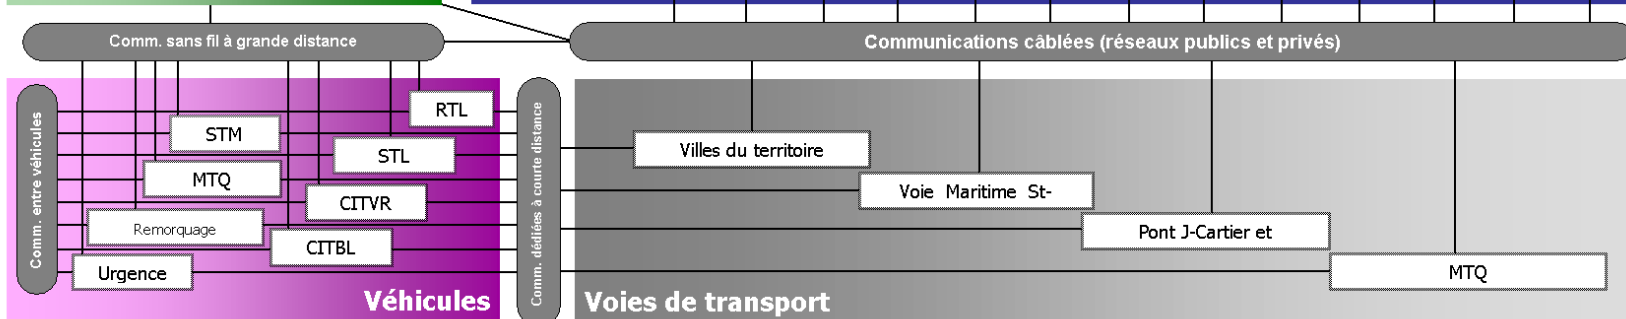 Comm. sans fil à grande distance
Communications câblées (réseaux publics et privés)
Comm. entre véhicules
RTL
STM
STL
MTQ
CITVR
Remorquage
CITBL
Urgence
Véhicules
Comm. dédiées à courte distance
Villes du territoire
Voie Maritime St-
Pont J-Cartier et
MTQ
Voies de transport